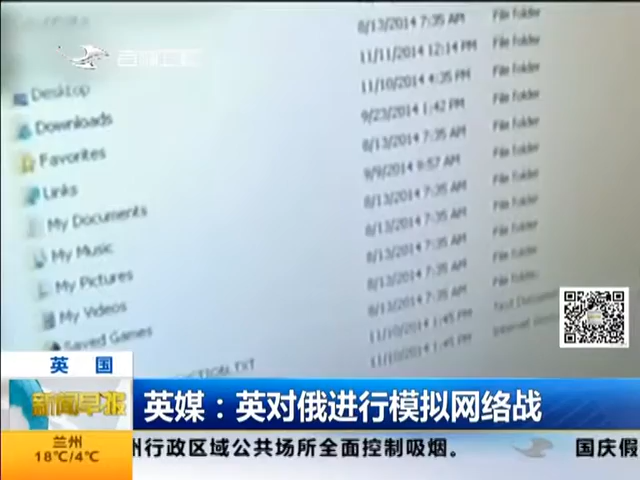 8/13/2014 7:35 AM File folder
11/11/2014 12:14 PM File folder
Desktop 11/10/2014 4:35 PM File folder
Downloads 9/23/2014 1:42 PM File folder
Favorites 8/13/2014 7:35 AM File folder
Links 9/9/2014 9:57 AM File folder
My Documents 8/13/2014 7:35 AM File folder
My Music 8/13/2014 7:35 AM File folder
My Pictures 8/13/2014 7:35 AM File folder
My Videos 8/13/2014 7:35 AM File folder
Saved Games 11/10/2014 1:45 PM Text
11/10/2014 1:45 PM Internet
英国
新闻早报
英媒：英对俄进行模拟网络战
兰州
18℃/4℃
州行政区域公共场所全面控制吸烟。 国庆假